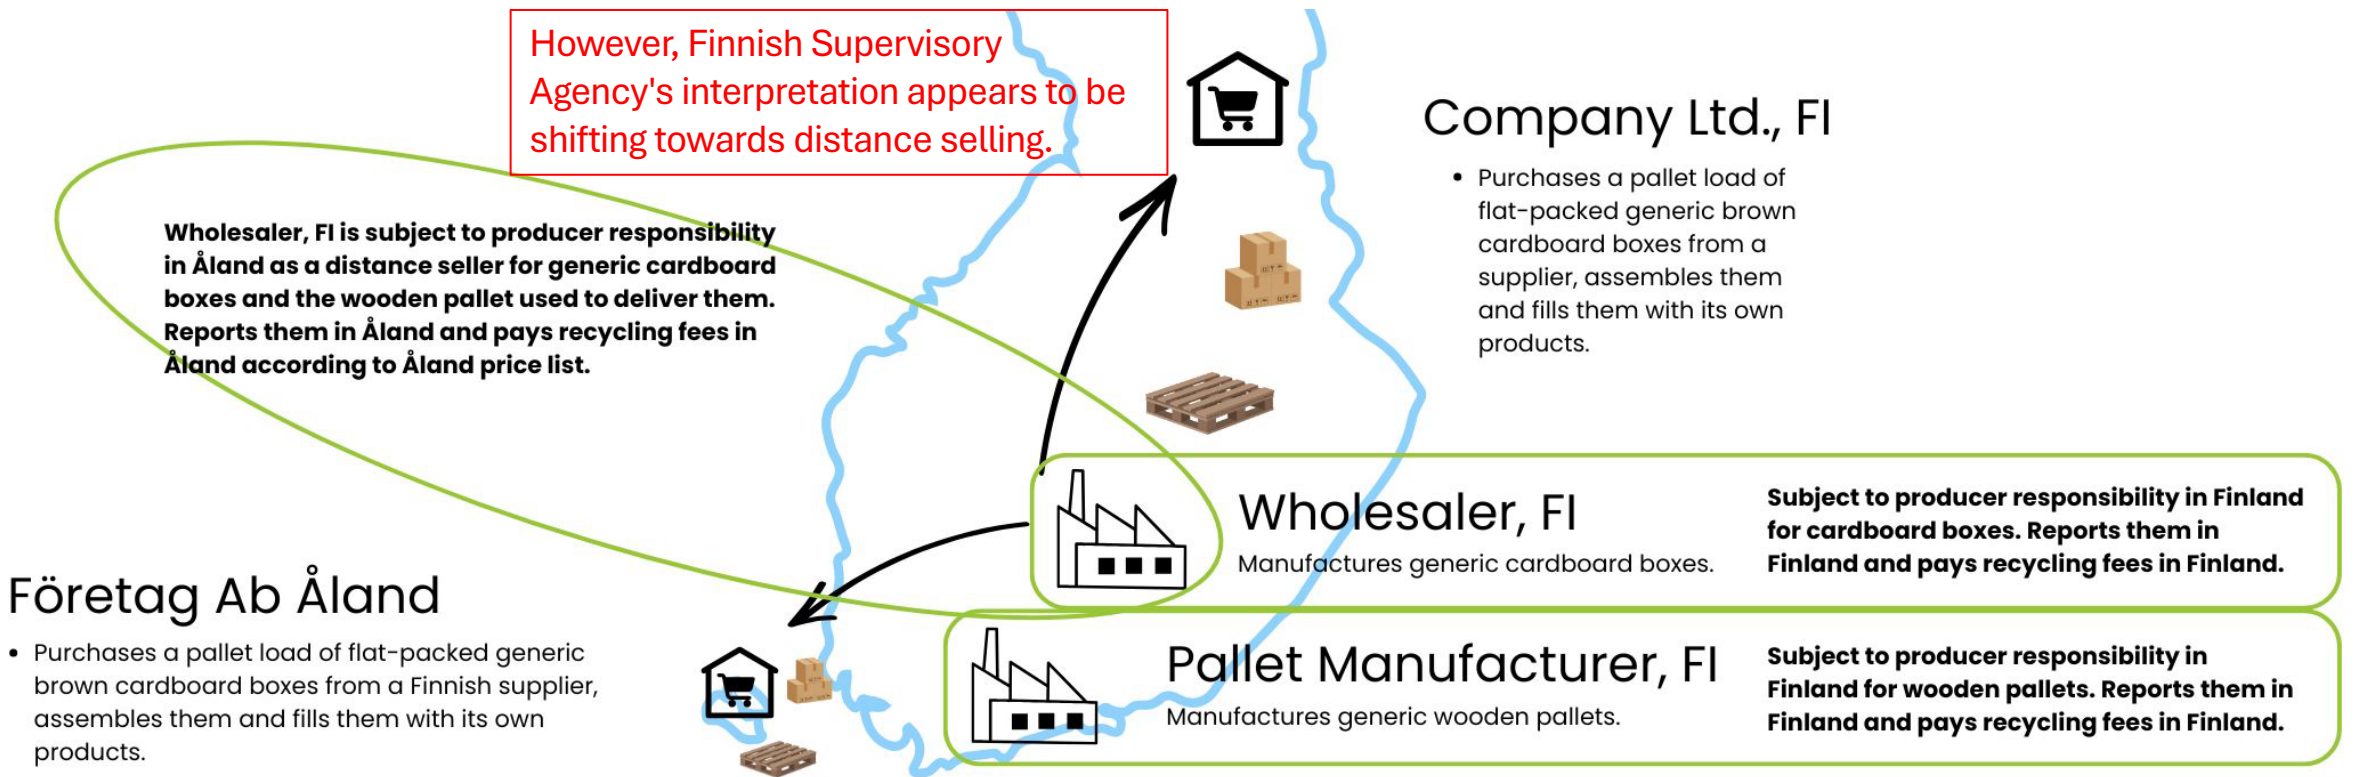 However, Finnish Supervisory
Agency's interpretation appears to be
shifting towards distance selling.
Company Ltd., FI
• Purchases a pallet load of
flat-packed generic brown
cardboard boxes from a
supplier, assembles them
and fills them with its own
products.
Wholesaler, FI is subject to producer responsibility
in Åland as a distance seller for generic cardboard
boxes and the wooden pallet used to deliver them.
Reports them in Åland and pays recycling fees in
Åland according to Åland price list.
Wholesaler, FI
Manufactures generic cardboard boxes.
Subject to producer responsibility in Finland
for cardboard boxes. Reports them in
Finland and pays recycling fees in Finland.
Företag Ab Åland
• Purchases a pallet load of flat-packed generic
brown cardboard boxes from a Finnish supplier,
assembles them and fills them with its own
products.
Pallet Manufacturer, FI
Manufactures generic wooden pallets.
Subject to producer responsibility in
Finland for wooden pallets. Reports them in
Finland and pays recycling fees in Finland.